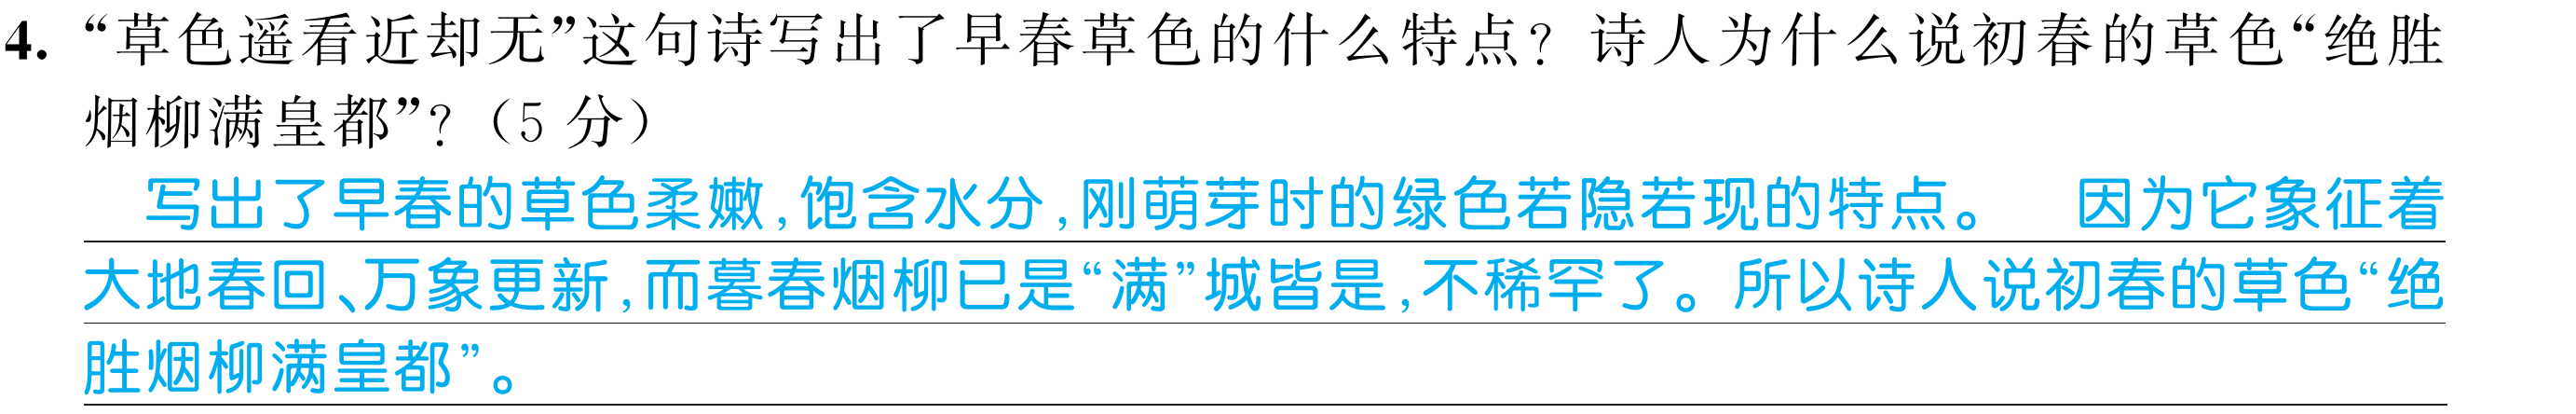 4. “草色遥看近却无”这句诗写出了早春草色的什么特点？诗人为什么说初春的草色“绝胜
烟柳满皇都”？（5 分）
写出了早春的草色柔嫩，饱含水分，刚萌芽时的绿色若隐若现的特点。 因为它象征着
大地春回、万象更新，而暮春烟柳已是“满”城皆是，不稀罕了。所以诗人说初春的草色“绝
胜烟柳满皇都”。